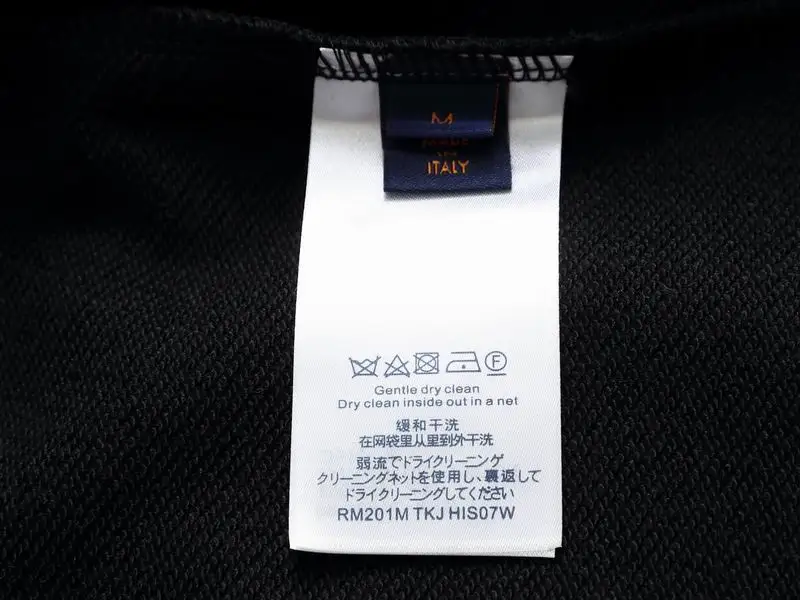 M
MADE
IN
ITALY
F
Gentle dry clean
Dry clean inside out in a net
缓和干洗
在网袋里从里到外干洗
弱流でドライクリーニング
クリーニングネットを使用し、裏返して
ドライクリーニングしてください
RM201M TKJ HIS07W